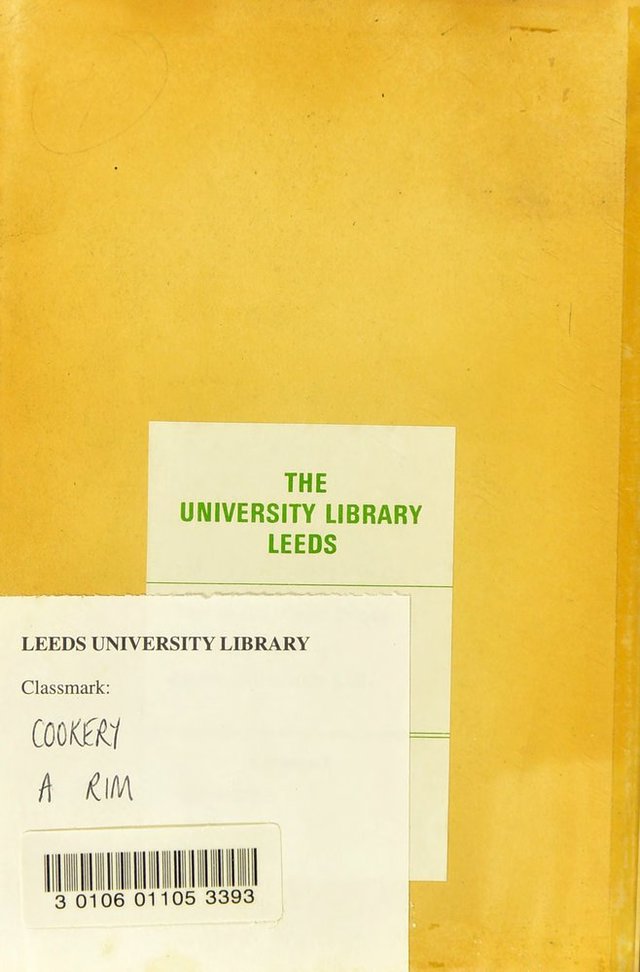 THE
UNIVERSITY LIBRARY
LEEDS
LEEDS UNIVERSITY LIBRARY
Classmark:
COOKERY
A RIM
3 0106 01105 3393